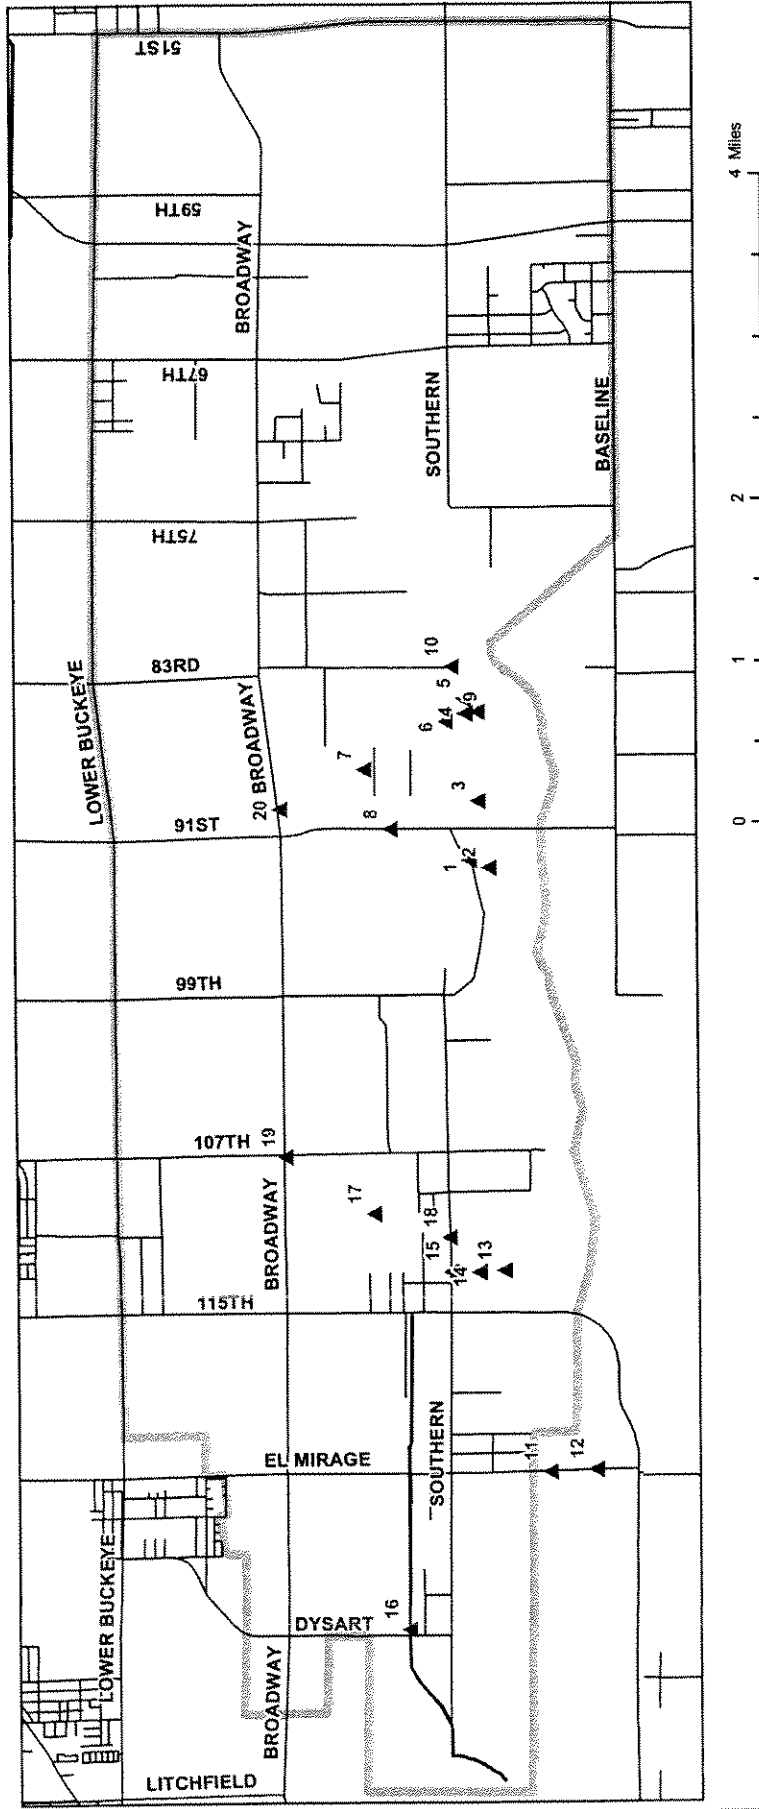 51ST
59TH
BROADWAY
67TH
SOUTHERN
BASELINE
75TH
83RD
LOWER BUCKEYE
BROADWAY
20
91ST
10
5
9
4
6
7
3
8
2
1
99TH
107TH
19
17
BROADWAY
18
15
13
14
115TH
SOUTHERN
EL MIRAGE
11
12
LOWER BUCKEYE
DYSART
16
BROADWAY
LITCHFIELD
0
1
2
4 Miles